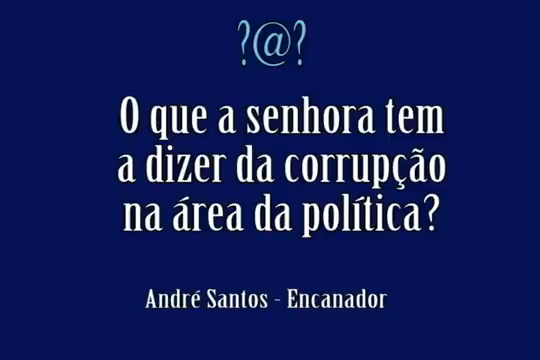 ?@?
O que a senhora tem
a dizer da corrupção
na área da política?
André Santos - Encanador